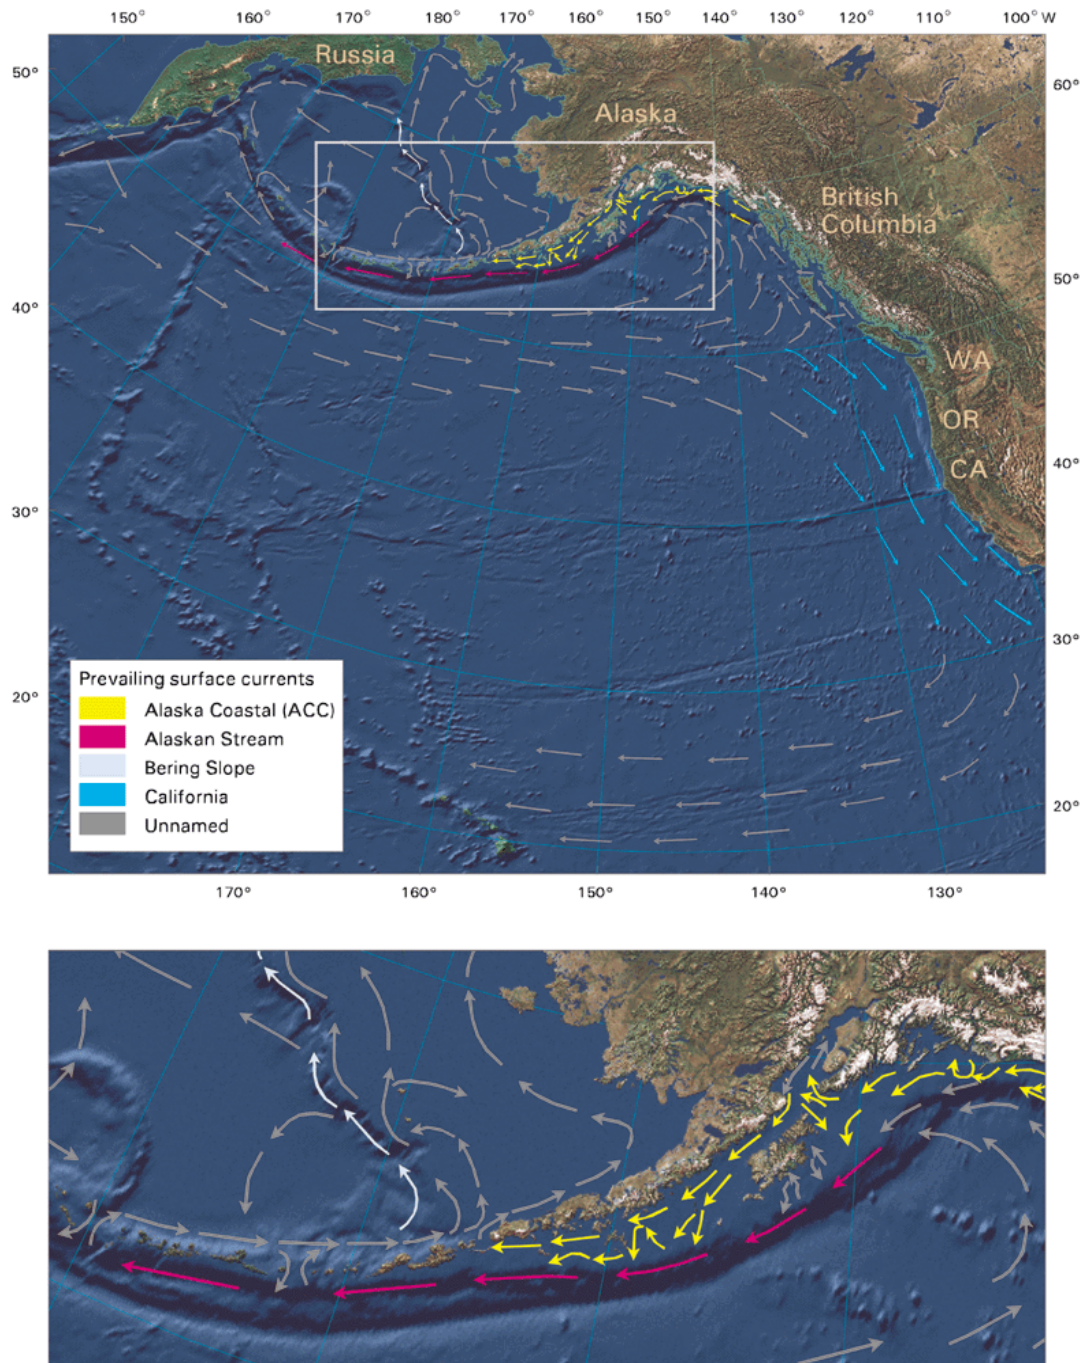 150° 160° 170° 180° 170° 160° 150° 140° 130° 120° 110° 100° W
Russia
50°
60°
Alaska
British
Columbia
50°
40°
WA
OR
40°
CA
30°
30°
Prevailing surface currents
20°
Alaska Coastal (ACC)
Alaskan Stream
Bering Slope
California
20°
Unnamed
170° 160° 150° 140° 130°